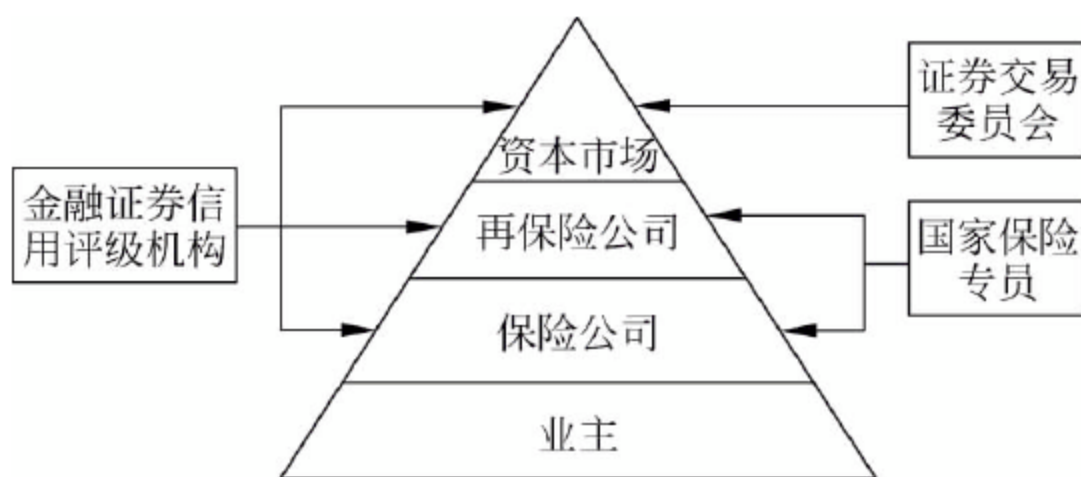 金融证券信
用评级机构
资本市场
再保险公司
保险公司
业主
证券交易
委员会
国家保险
专员